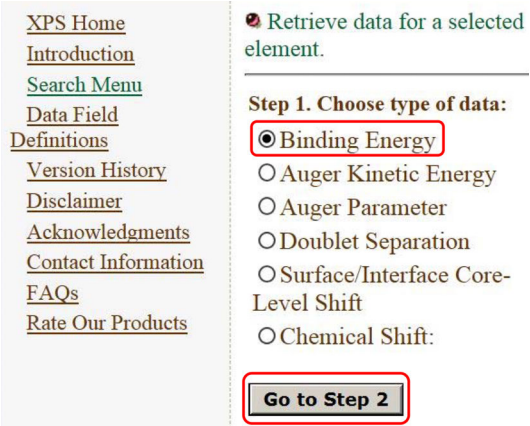 XPS Home
Introduction
Search Menu
Data Field
Definitions
Version History
Disclaimer
Acknowledgments
Contact Information
FAQs
Rate Our Products
Retrieve data for a selected
element.
Step 1. Choose type of data:
Binding Energy
Auger Kinetic Energy
Auger Parameter
Doublet Separation
Surface/Interface Core-
Level Shift
Chemical Shift:
Go to Step 2